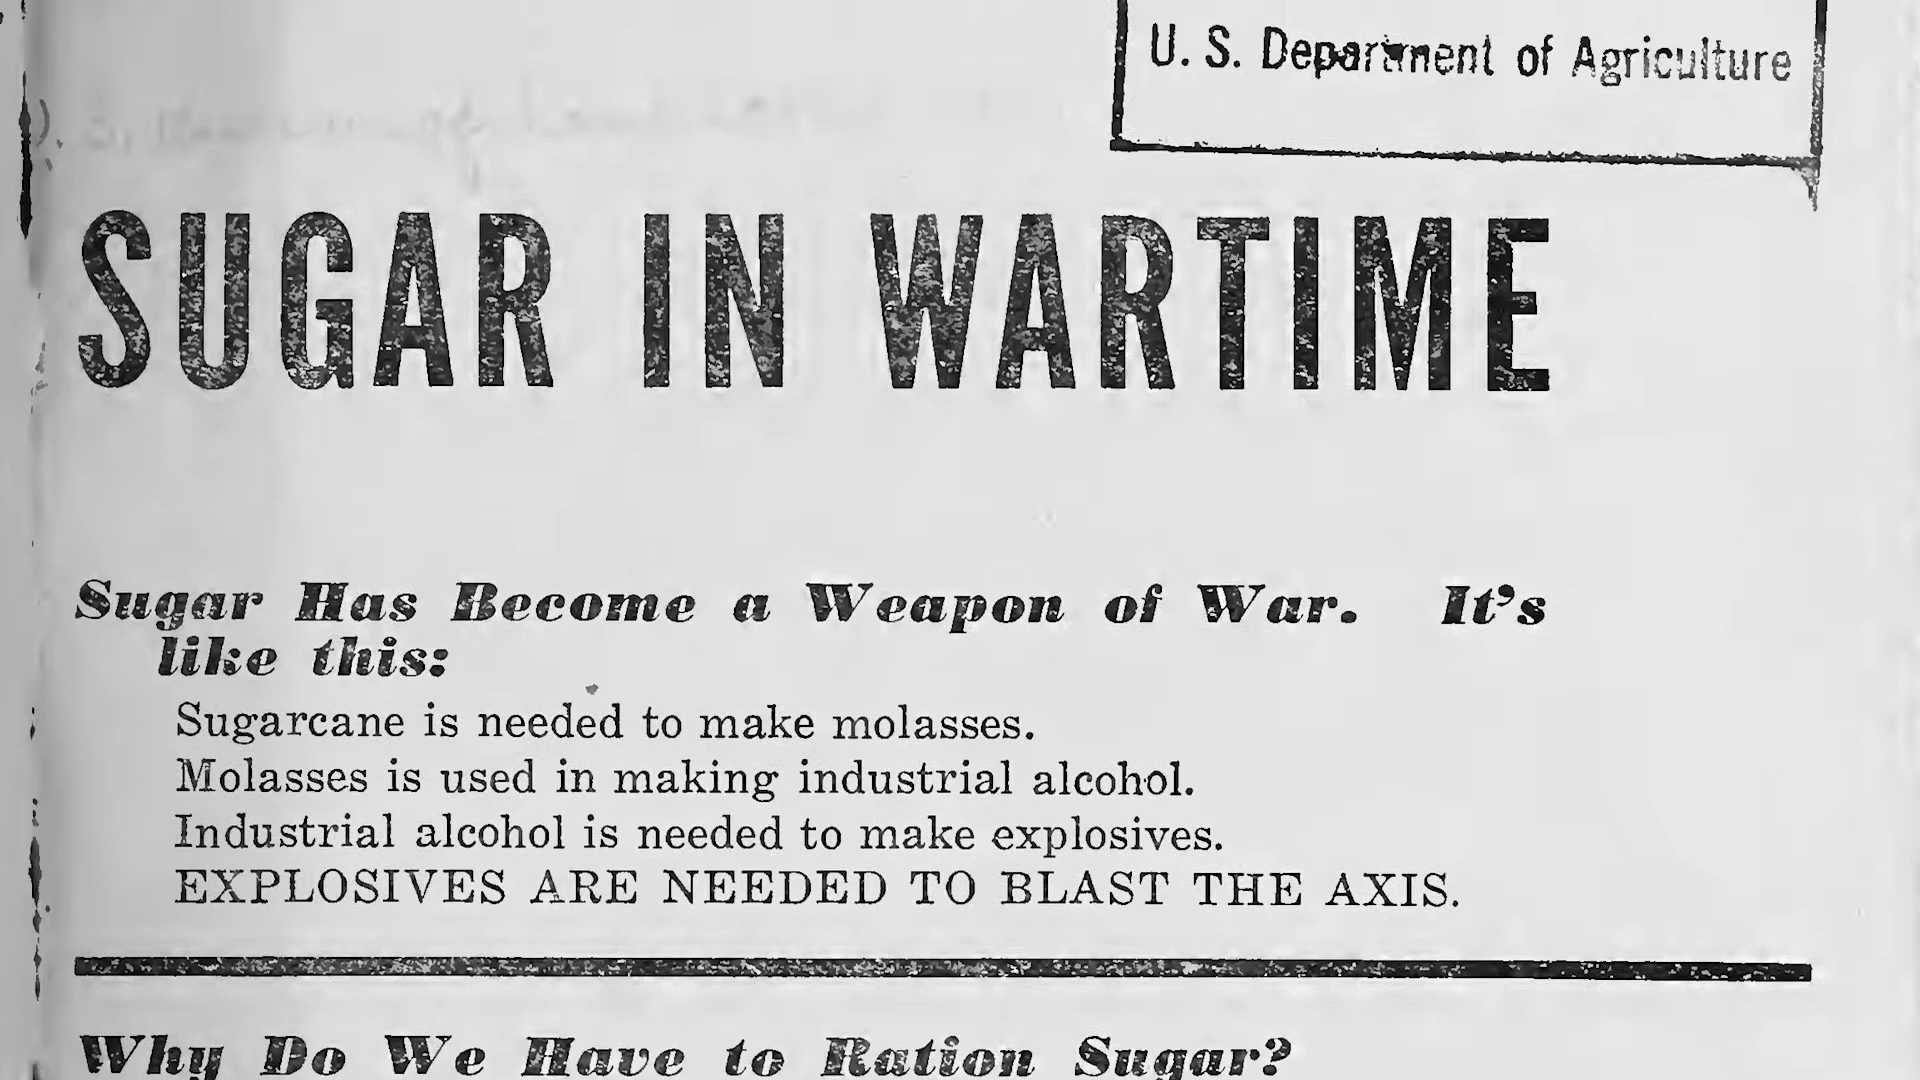 U. S. Department of Agriculture
SUGAR IN WARTIME
Sugar Has Become a Weapon of War. It's
like this:
Sugarcane is needed to make molasses.
Molasses is used in making industrial alcohol.
Industrial alcohol is needed to make explosives.
EXPLOSIVES ARE NEEDED TO BLAST THE AXIS.
Why Do We Have to Ration Sugar?